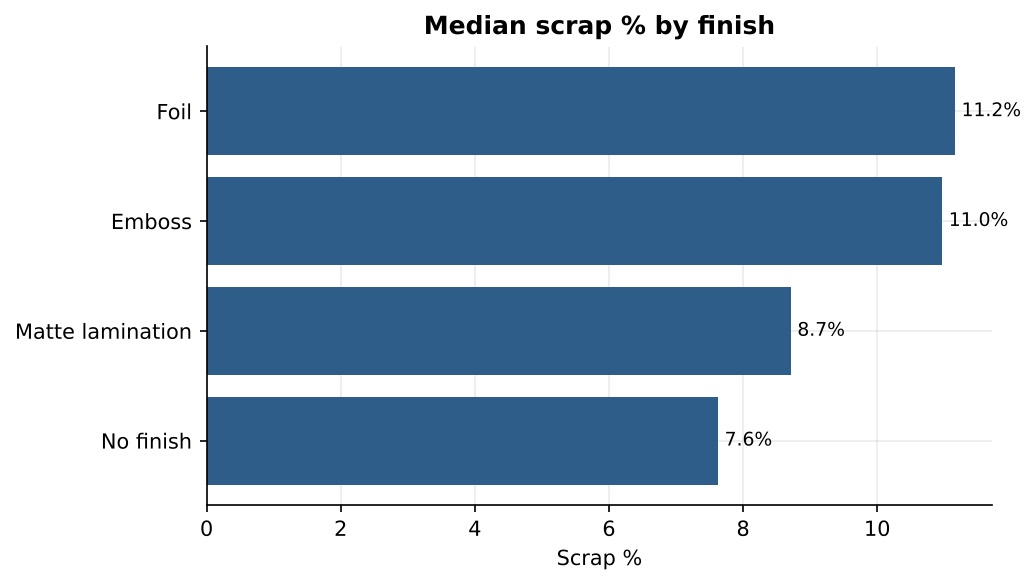 Median scrap % by finish
Foil
11.2%
Emboss
11.0%
Matte lamination
8.7%
No finish
7.6%
0 2 4 6 8 10
Scrap %